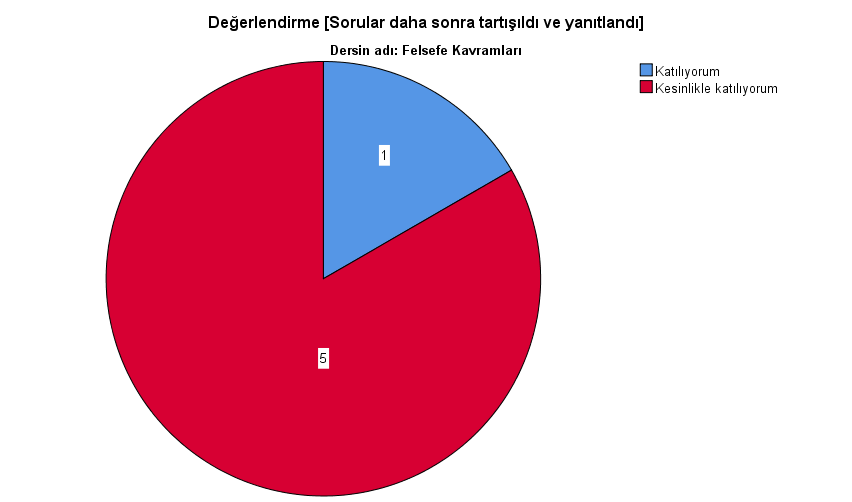 Değerlendirme [Sorular daha sonra tartışıldı ve yanıtlandı]
Dersin adı: Felsefe Kavramları
Katılıyorum
Kesinlikle katılıyorum
1
5